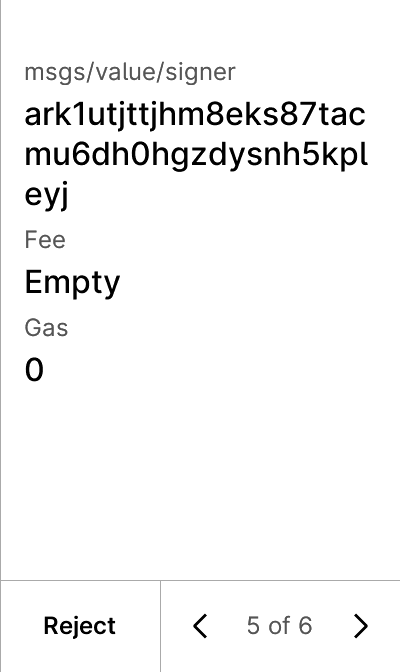 msgs/value/signer
ark1utjttjhm8eks87tac
mu6dh0hgzdysnh5kpl
eyj
Fee
Empty
Gas
0
Reject
5 of 6